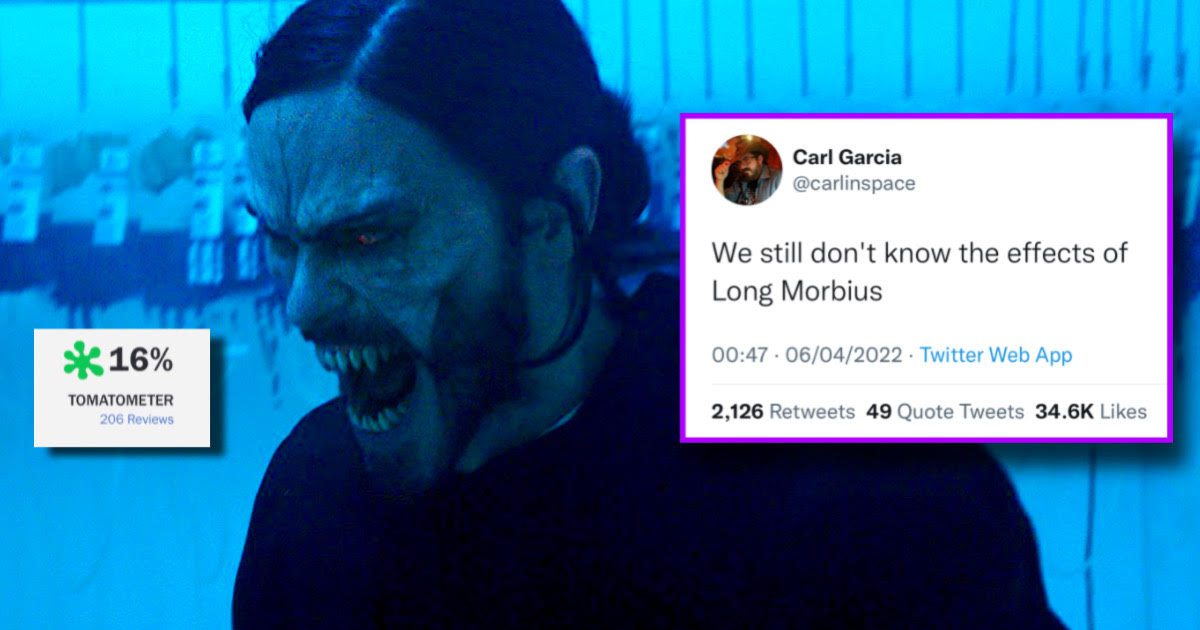 16%
TOMATOMETER
206 Reviews
Carl Garcia
@carlinspace
We still don't know the effects of
Long Morbius
00:47 · 06/04/2022 · Twitter Web App
2,126 Retweets 49 Quote Tweets 34.6K Likes